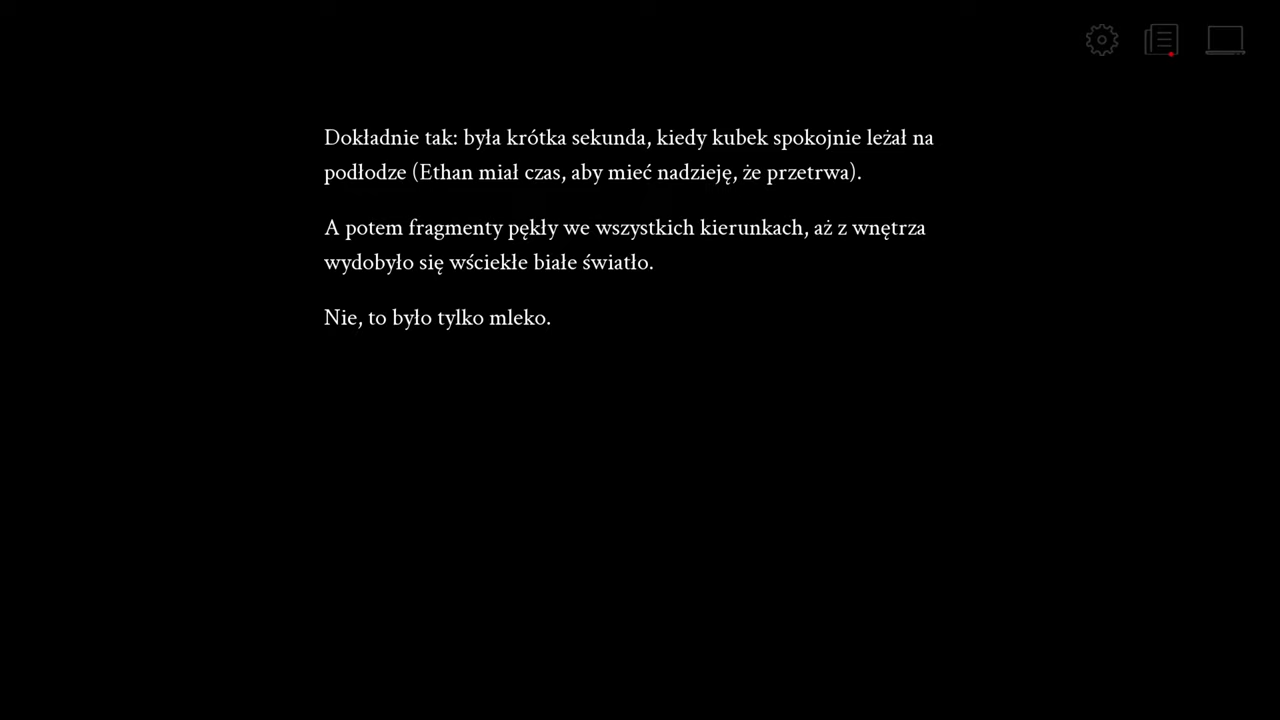 Dokładnie tak: była krótka sekunda, kiedy kubek spokojnie leżał na
podłodze (Ethan miał czas, aby mieć nadzieję, że przetrwa).
A potem fragmenty pękły we wszystkich kierunkach, aż z wnętrza
wydobyło się wściekłe białe światło.
Nie, to było tylko mleko.